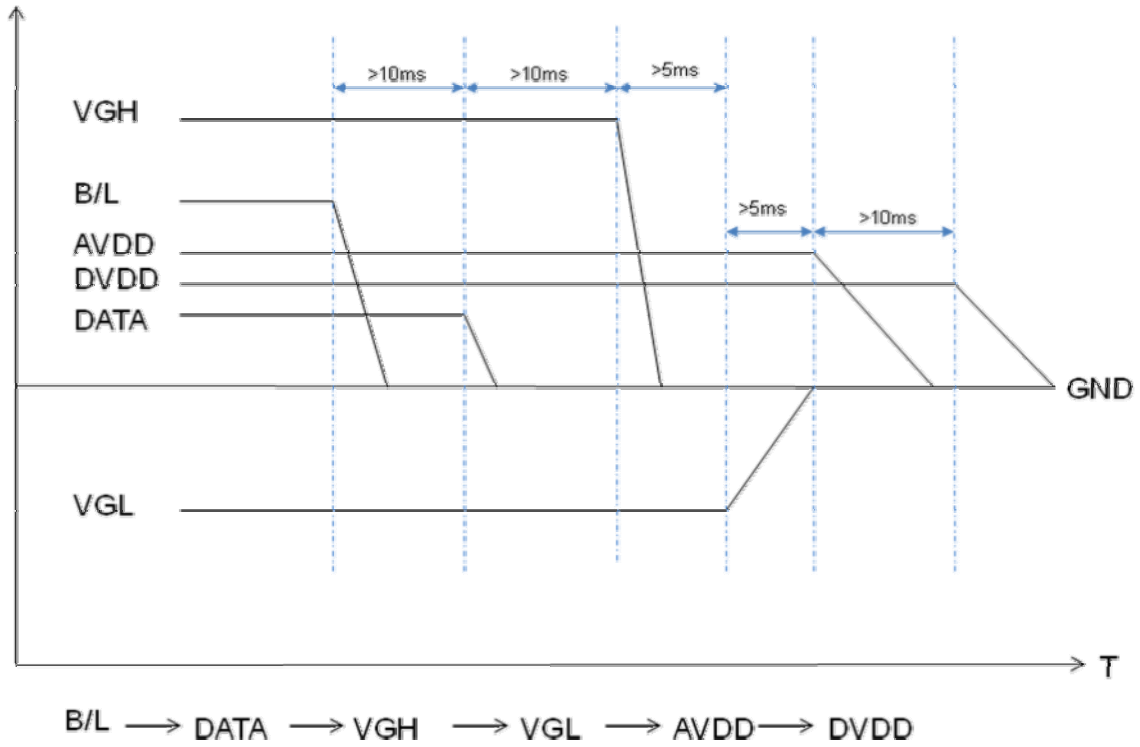 >10ms
>10ms
>5ms
VGH
B/L
>5ms
>10ms
AVDD
DVDD
DATA
GND
VGL
T
B/L → DATA → VGH → VGL → AVDD → DVDD